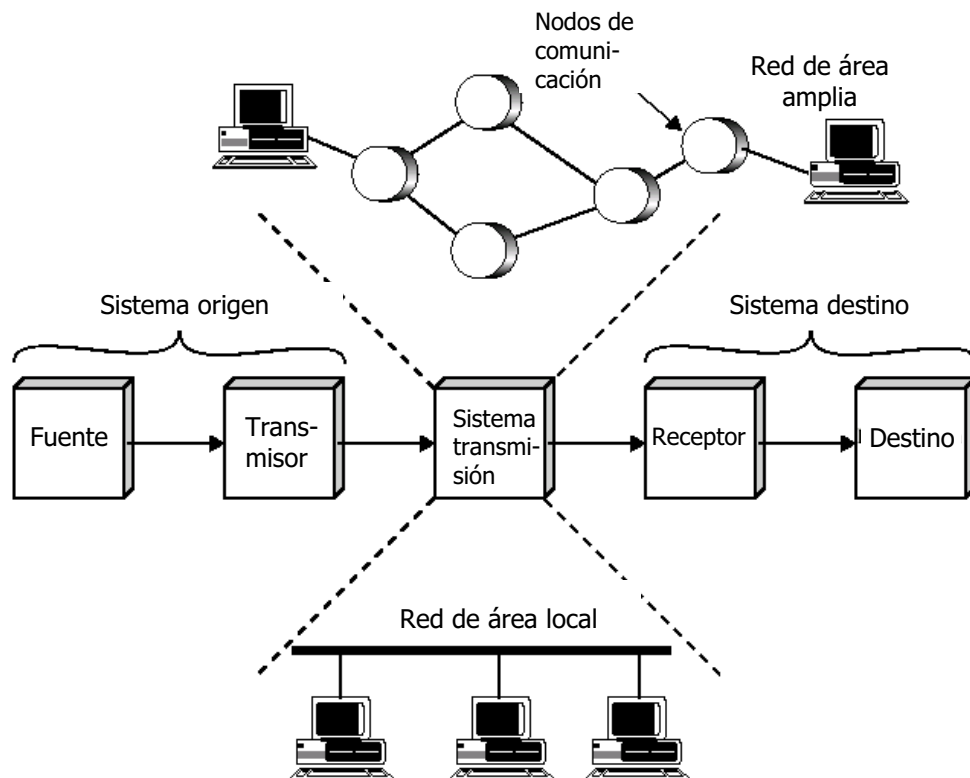 Nodos de
comuni-
cación
Red de área
amplia
Sistema origen
Sistema destino
Fuente
Trans-
misor
Sistema
transmi-
sión
Receptor
Destino
Red de área local